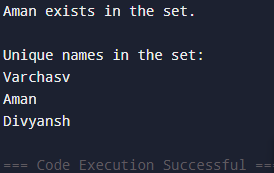 Aman exists in the set.
Unique names in the set:
Varchasv
Aman
Divyansh
=== Code Execution Successful ==